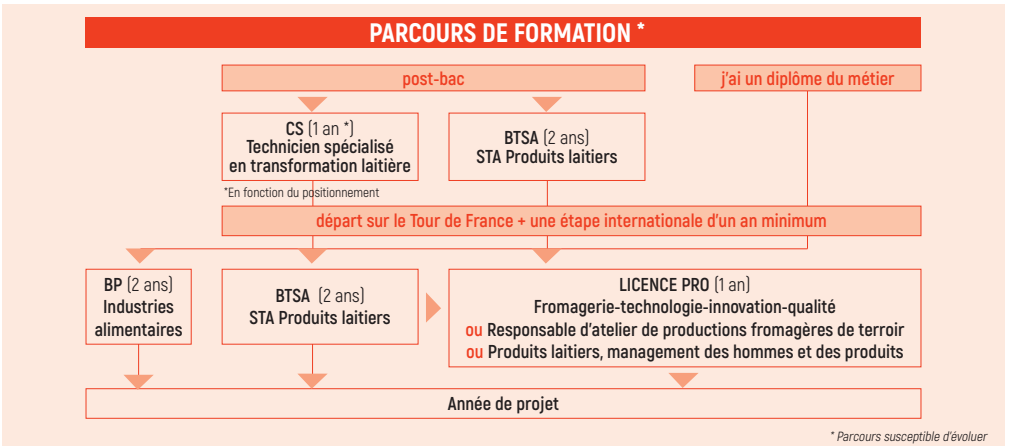 PARCOURS DE FORMATION *
post-bac
j'ai un diplôme du métier
CS (1 an *)
Technicien spécialisé
en transformation laitière
BTSA (2 ans)
STA Produits laitiers
*En fonction du positionnement
départ sur le Tour de France + une étape internationale d'un an minimum
BP (2 ans)
Industries
alimentaires
BTSA (2 ans)
STA Produits laitiers
LICENCE PRO (1 an)
Fromagerie-technologie-innovation-qualité
ou Responsable d'atelier de productions fromagères de terroir
ou Produits laitiers, management des hommes et des produits
Année de projet
* Parcours susceptible d'évoluer